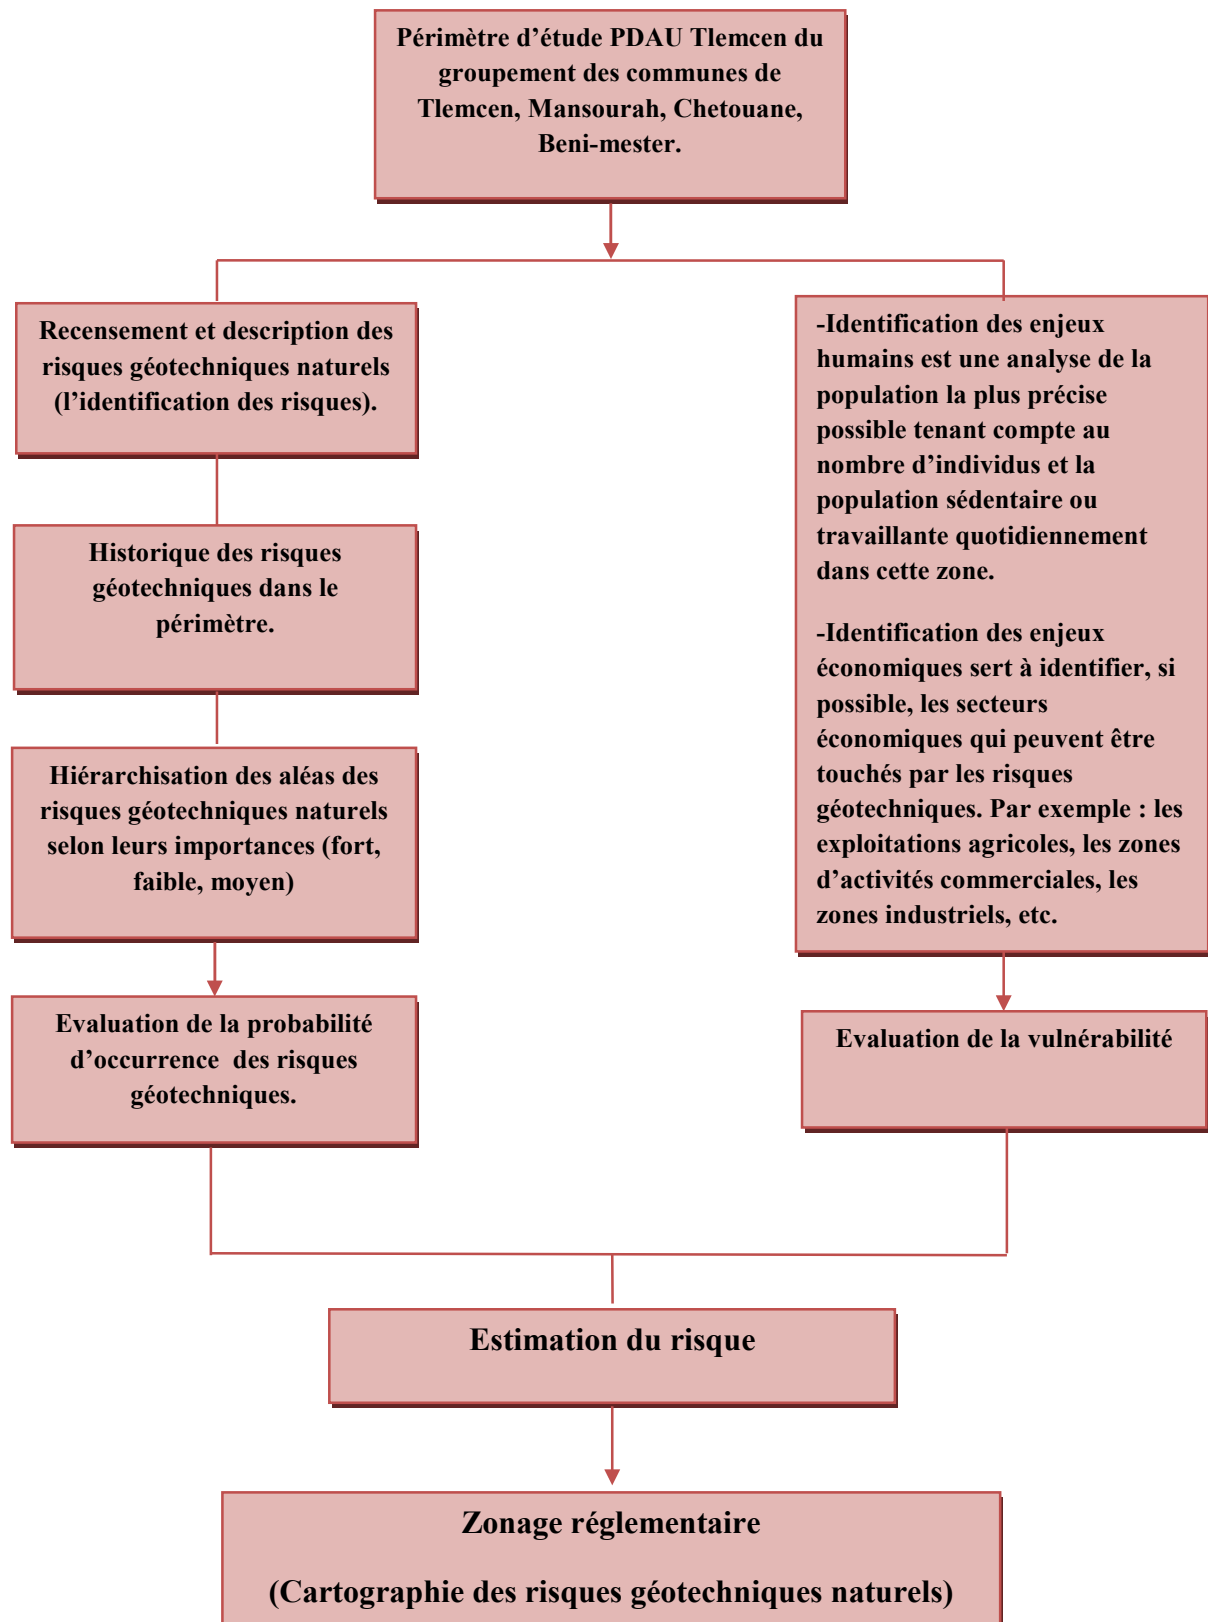 Périmètre d’étude PDAU Tlemcen du
groupement des communes de
Tlemcen, Mansourah, Chetouane,
Beni-mester.
Recensement et description des
risques géotechniques naturels
(l’identification des risques).
Historique des risques
géotechniques dans le
périmètre.
Hiérarchisation des aléas des
risques géotechniques naturels
selon leurs importances (fort,
faible, moyen)
Evaluation de la probabilité
d’occurrence  des risques
géotechniques.
-Identification des enjeux
humains est une analyse de la
population la plus précise
possible tenant compte au
nombre d’individus et la
population sédentaire ou
travaillante quotidiennement
dans cette zone.
-Identification des enjeux
économiques sert à identifier, si
possible, les secteurs
économiques qui peuvent être
touchés par les risques
géotechniques. Par exemple : les
exploitations agricoles, les zones
d’activités commerciales, les
zones industriels, etc.
Evaluation de la vulnérabilité
Estimation du risque
Zonage réglementaire
(Cartographie des risques géotechniques naturels)